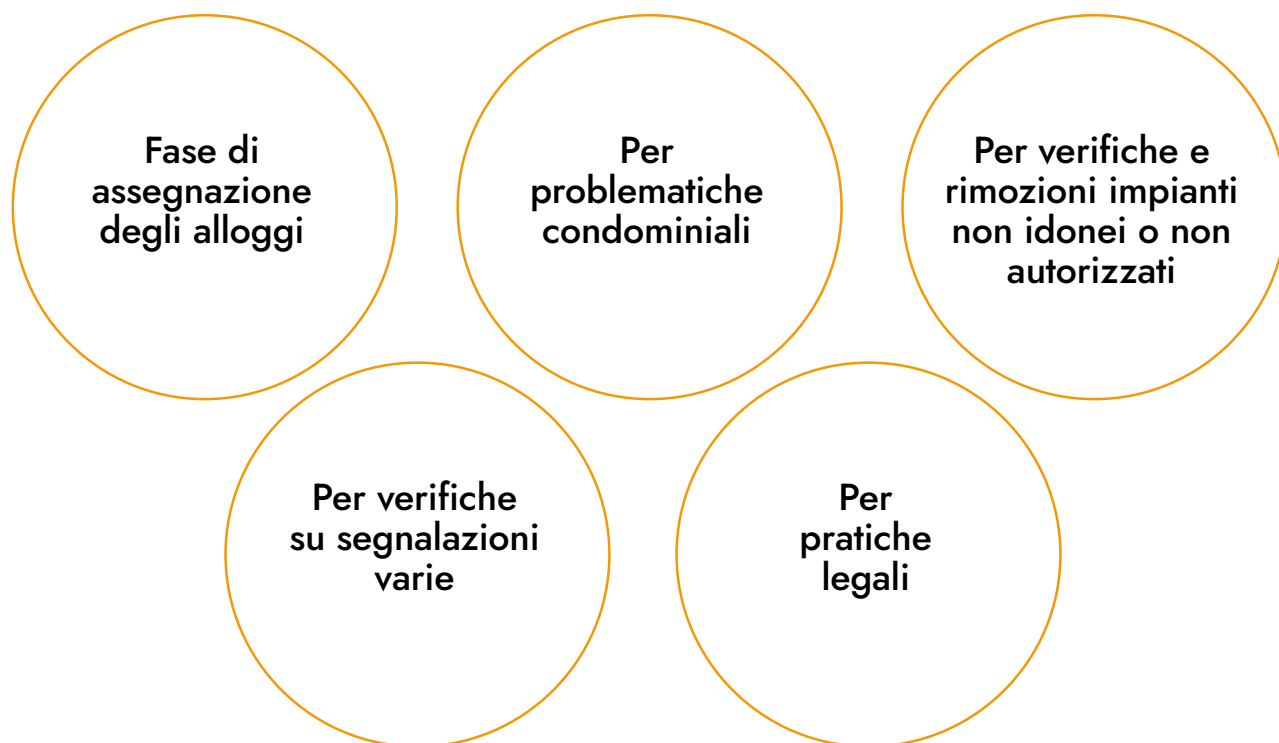 Fase di
assegnazione
degli alloggi
Per
problematiche
condominiali
Per verifiche e
rimozioni impianti
non idonei o non
autorizzati
Per verifiche
su segnalazioni
varie
Per
pratiche
legali